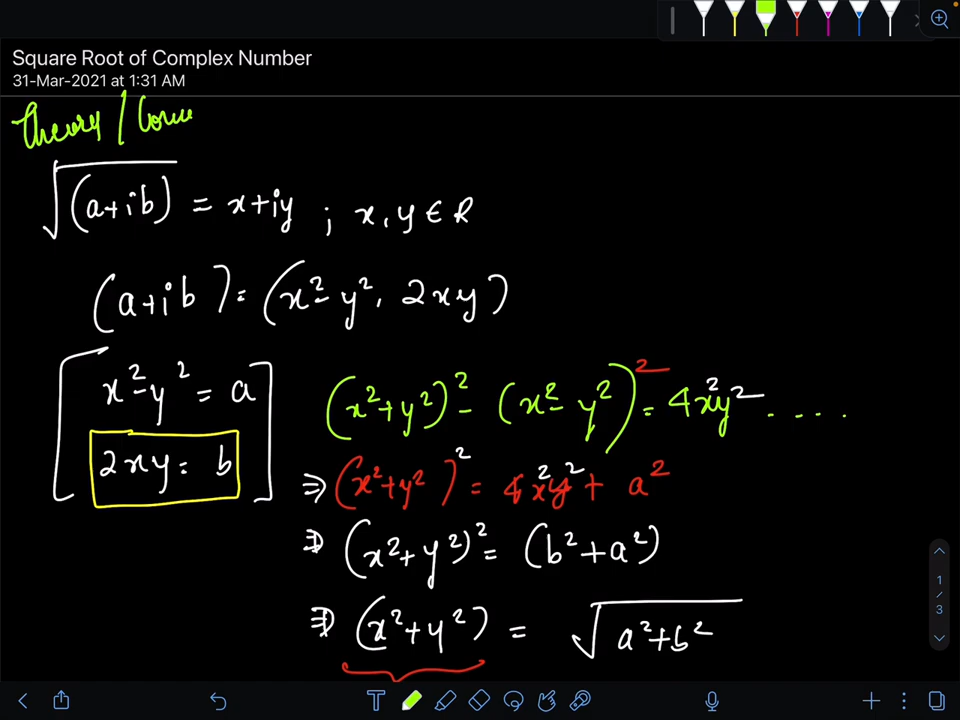 Square Root of Complex Number
31-Mar-2021 at 1:31 AM
Theory /
√(a+ib) = x+iy ; x, y ∈ R
(a+ib) = (x²-y², 2xy)
x²-y² = a
2xy = b
(x²+y²)² - (x²-y²)² = 4x²y² ....
⇒ (x²+y²)² = 4x²y² + a²
⇒ (x²+y²)² = (b²+a²)
⇒ (x²+y²) = √a²+b²
1
/
3
T